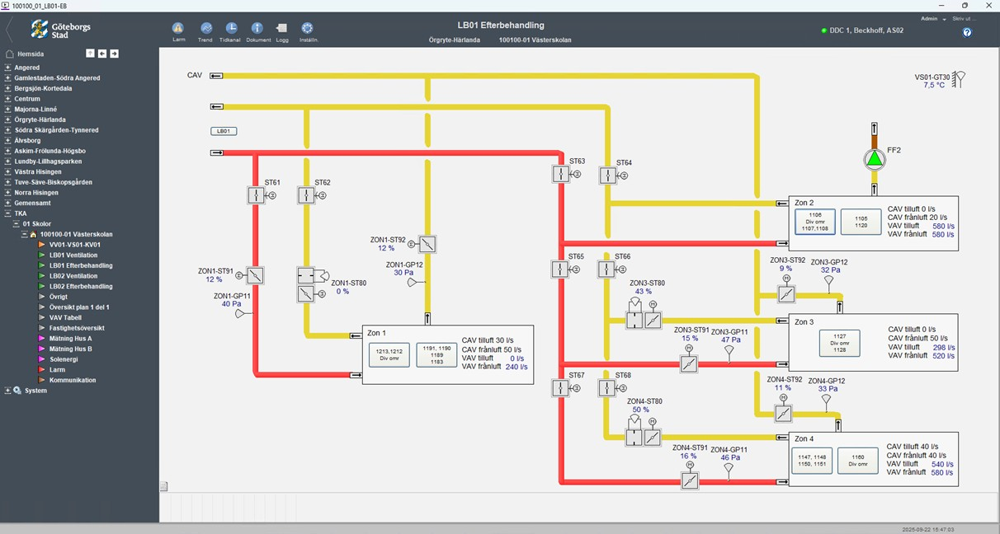 100100_01_LB01-EB
Göteborgs
Stad
Larm
Trend
Tidkanal
Dokument
Logg
Inställn.
LB01 Efterbehandling
Örgryte-Härlanda 100100-01 Västerskolan
DDC 1, Beckhoff, AS02
Admin
Skriv ut ...
Hemsida
Angered
Gamlestaden-Södra Angered
Bergsjön-Kortedala
Centrum
Majorna-Linné
Örgryte-Härlanda
Södra Skärgården-Tynnered
Älvsborg
Askim-Frölunda-Högsbo
Lundby-Lillhagsparken
Västra Hisingen
Tuve-Säve-Biskopsgården
Norra Hisingen
Gemensamt
TKA
01 Skolor
100100-01 Västerskolan
VV01-VS01-KV01
LB01 Ventilation
LB01 Efterbehandling
LB02 Ventilation
LB02 Efterbehandling
Övrigt
Översikt plan 1 del 1
VAV Tabell
Fastighetsöversikt
Mätning Hus A
Mätning Hus B
Solenergi
Larm
Kommunikation
System
CAV
LB01
VS01-GT30
7,5 °C
FF2
ST61
ST62
ST63
ST64
ZON1-ST92
12 %
ZON1-GP12
30 Pa
ZON1-ST91
12 %
ZON1-GP11
40 Pa
ZON1-ST80
0 %
Zon 1
1213,1212
Div omr
1191, 1190
1189
1183
CAV tilluft 30 l/s
CAV frånluft 50 l/s
VAV tilluft 0 l/s
VAV frånluft 240 l/s
Zon 2
1106
Div omr
1107,1108
1105
1120
CAV tilluft 0 l/s
CAV frånluft 20 l/s
VAV tilluft 580 l/s
VAV frånluft 580 l/s
ST65
ST66
ZON3-ST92
9 %
ZON3-GP12
32 Pa
ZON3-ST80
43 %
ZON3-ST91
15 %
ZON3-GP11
47 Pa
Zon 3
1127
1128
CAV tilluft 0 l/s
CAV frånluft 50 l/s
VAV tilluft 298 l/s
VAV frånluft 520 l/s
ST67
ST68
ZON4-ST92
11 %
ZON4-GP12
33 Pa
ZON4-ST80
50 %
ZON4-ST91
16 %
ZON4-GP11
46 Pa
Zon 4
1147, 1148
1150, 1151
1160
Div omr
CAV tilluft 40 l/s
CAV frånluft 40 l/s
VAV tilluft 540 l/s
VAV frånluft 580 l/s
2025-09-22 15:47:03